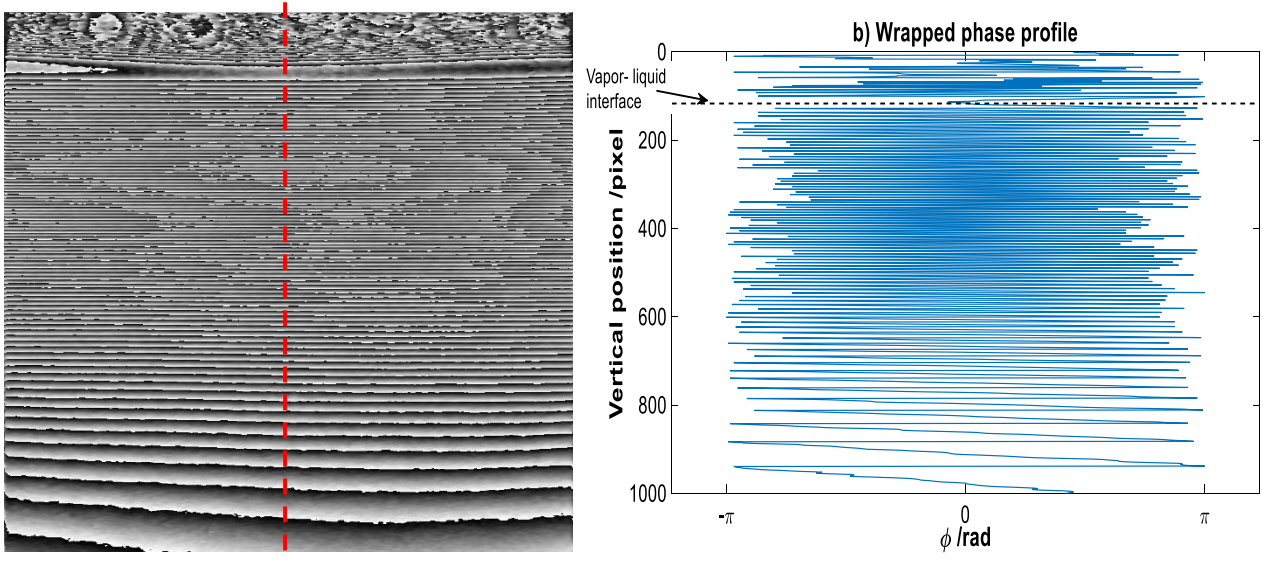 b) Wrapped phase profile
Vapor- liquid
interface
0
200
400
600
800
1000
Vertical position /pixel
-π
0
π
ϕ /rad